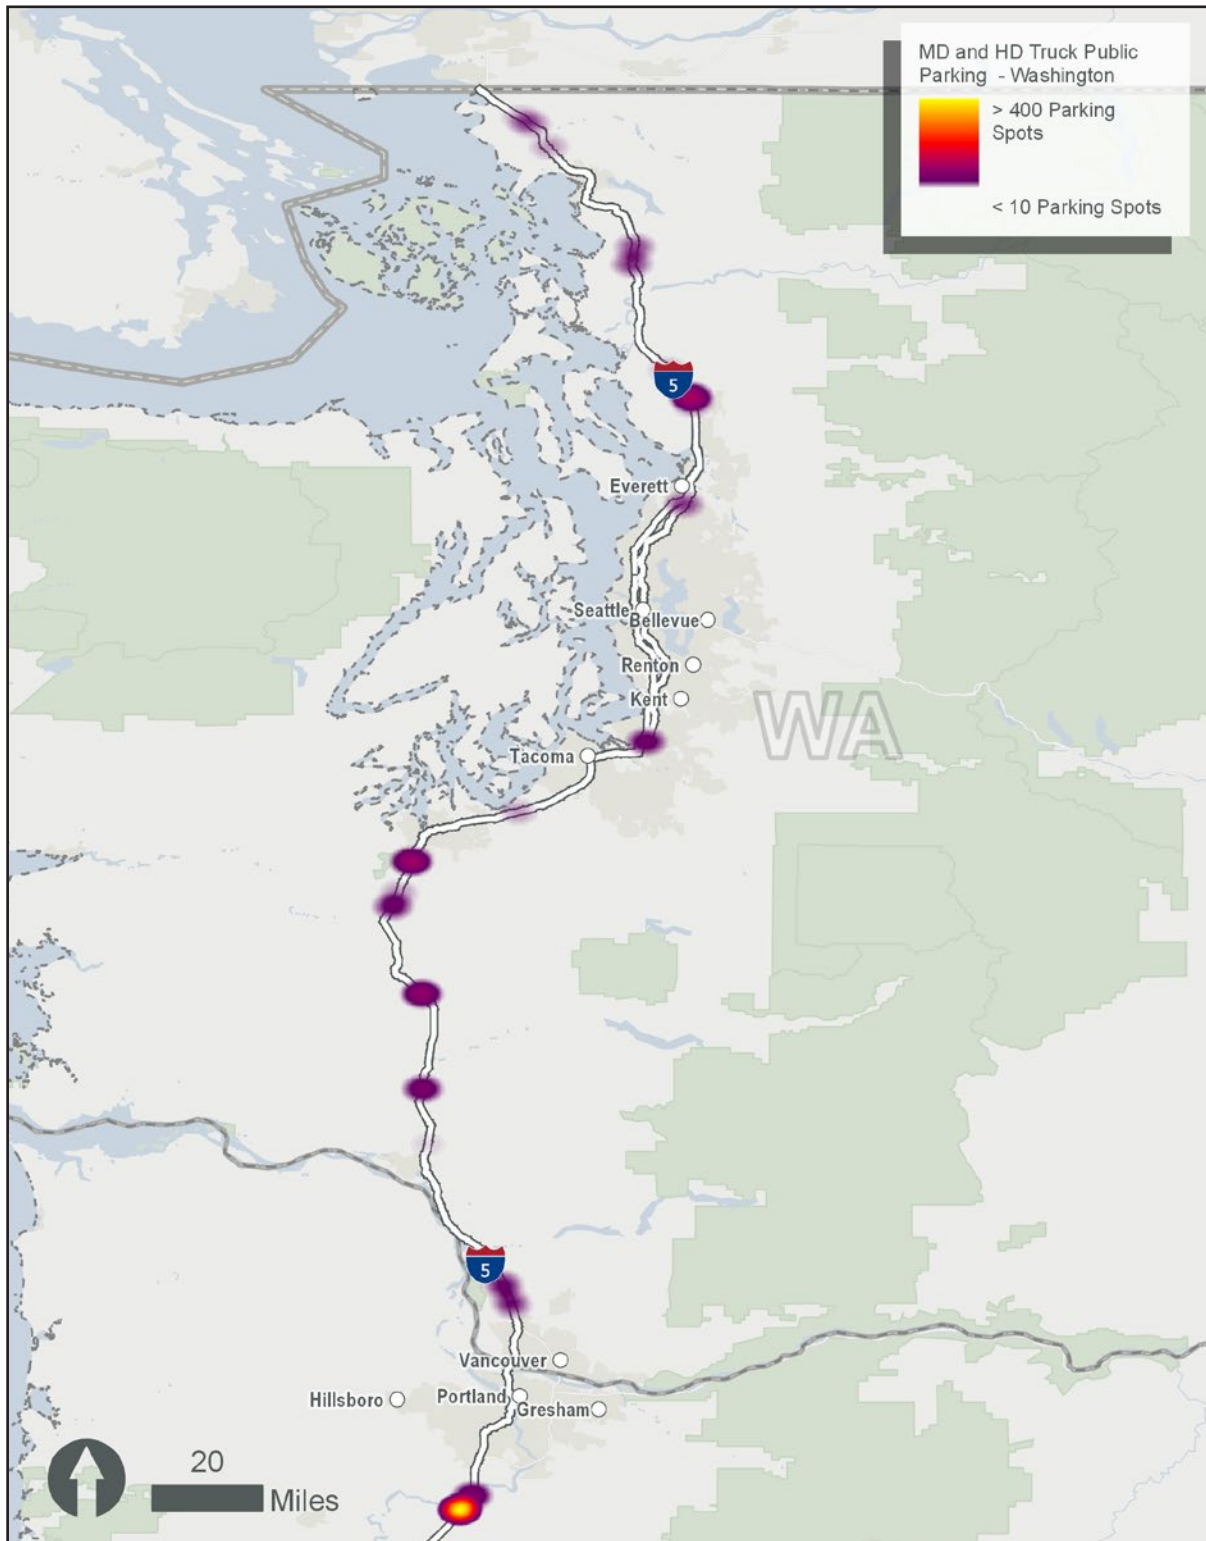 MD and HD Truck Public
Parking - Washington
> 400 Parking
Spots
< 10 Parking Spots
5
Everett
Seattle
Bellevue
Renton
Kent
WA
Tacoma
5
Vancouver
Hillsboro
Portland
Gresham
20
Miles